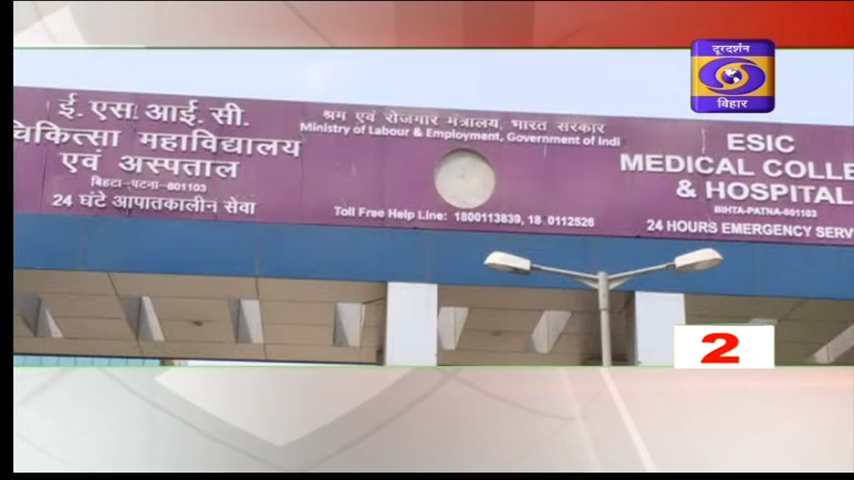 दूरदर्शन
बिहार
ई.एस.आई.सी.
चिकित्सा महाविद्यालय
एवं अस्पताल
बिहटा-पटना-801103
24 घंटे आपातकालीन सेवा
श्रम एवं रोजगार मंत्रालय, भारत सरकार
Ministry of Labour & Employment, Government of Indi
Toll Free Help Line: 1800113839, 18 0112526
ESIC
MEDICAL COLLE
& HOSPITAL
BIHTA-PATNA-801103
24 HOURS EMERGENCY SERV
2